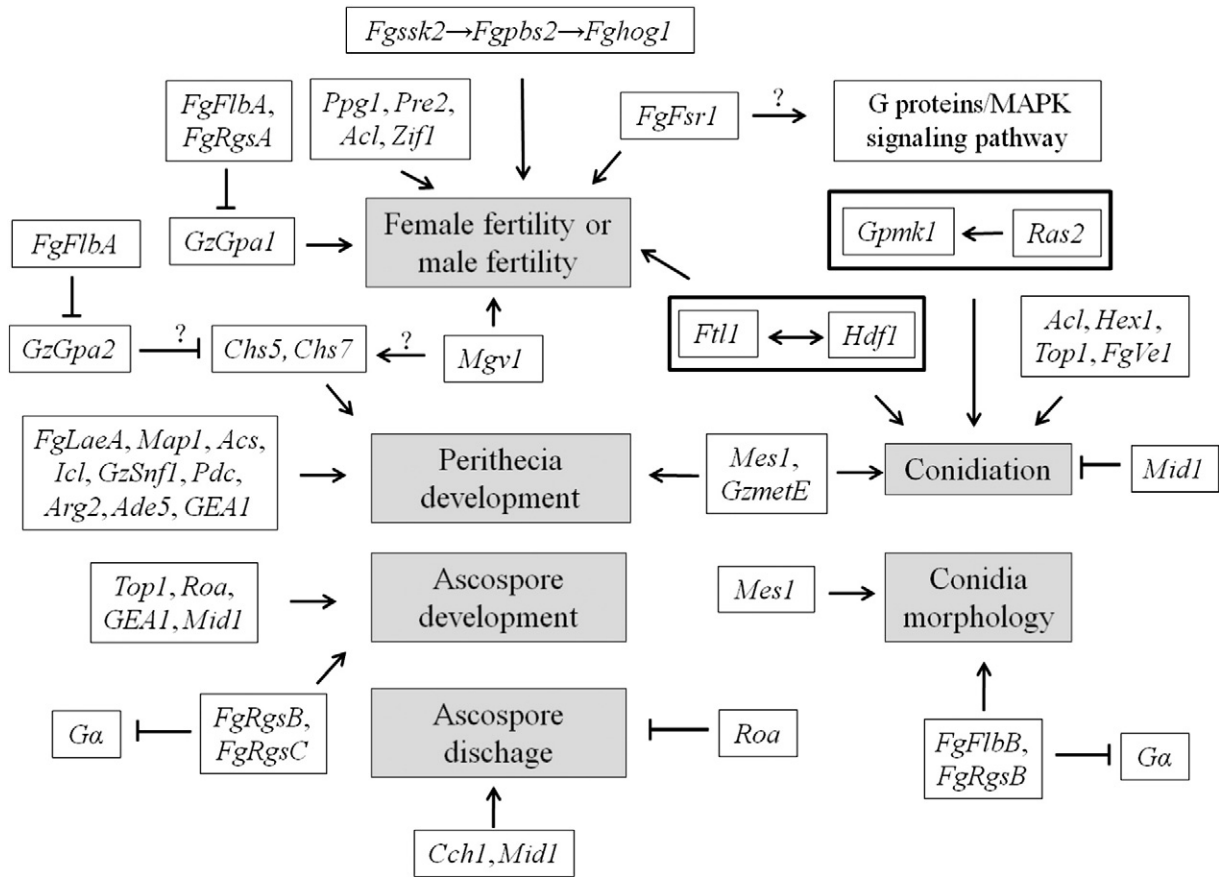 Fgssk2→Fgpbs2→Fghog1
FgFlbA,
FgRgsA
Ppg1, Pre2,
Acl, Zif1
FgFsr1
?
G proteins/MAPK
signaling pathway
FgFlbA
GzGpa1
Female fertility or
male fertility
Gpmk1
Ras2
GzGpa2
?
Chs5, Chs7
?
Mgv1
Ftl1
Hdf1
Acl, Hex1,
Top1, FgVe1
FgLaeA, Map1, Acs,
Icl, GzSnf1, Pdc,
Arg2, Ade5, GEA1
Perithecia
development
Mes1,
GzmetE
Conidiation
Mid1
Top1, Roa,
GEA1, Mid1
Ascospore
development
Mes1
Conidia
morphology
Gα
FgRgsB,
FgRgsC
Ascospore
dischage
Roa
FgFlbB,
FgRgsB
Gα
Cch1, Mid1